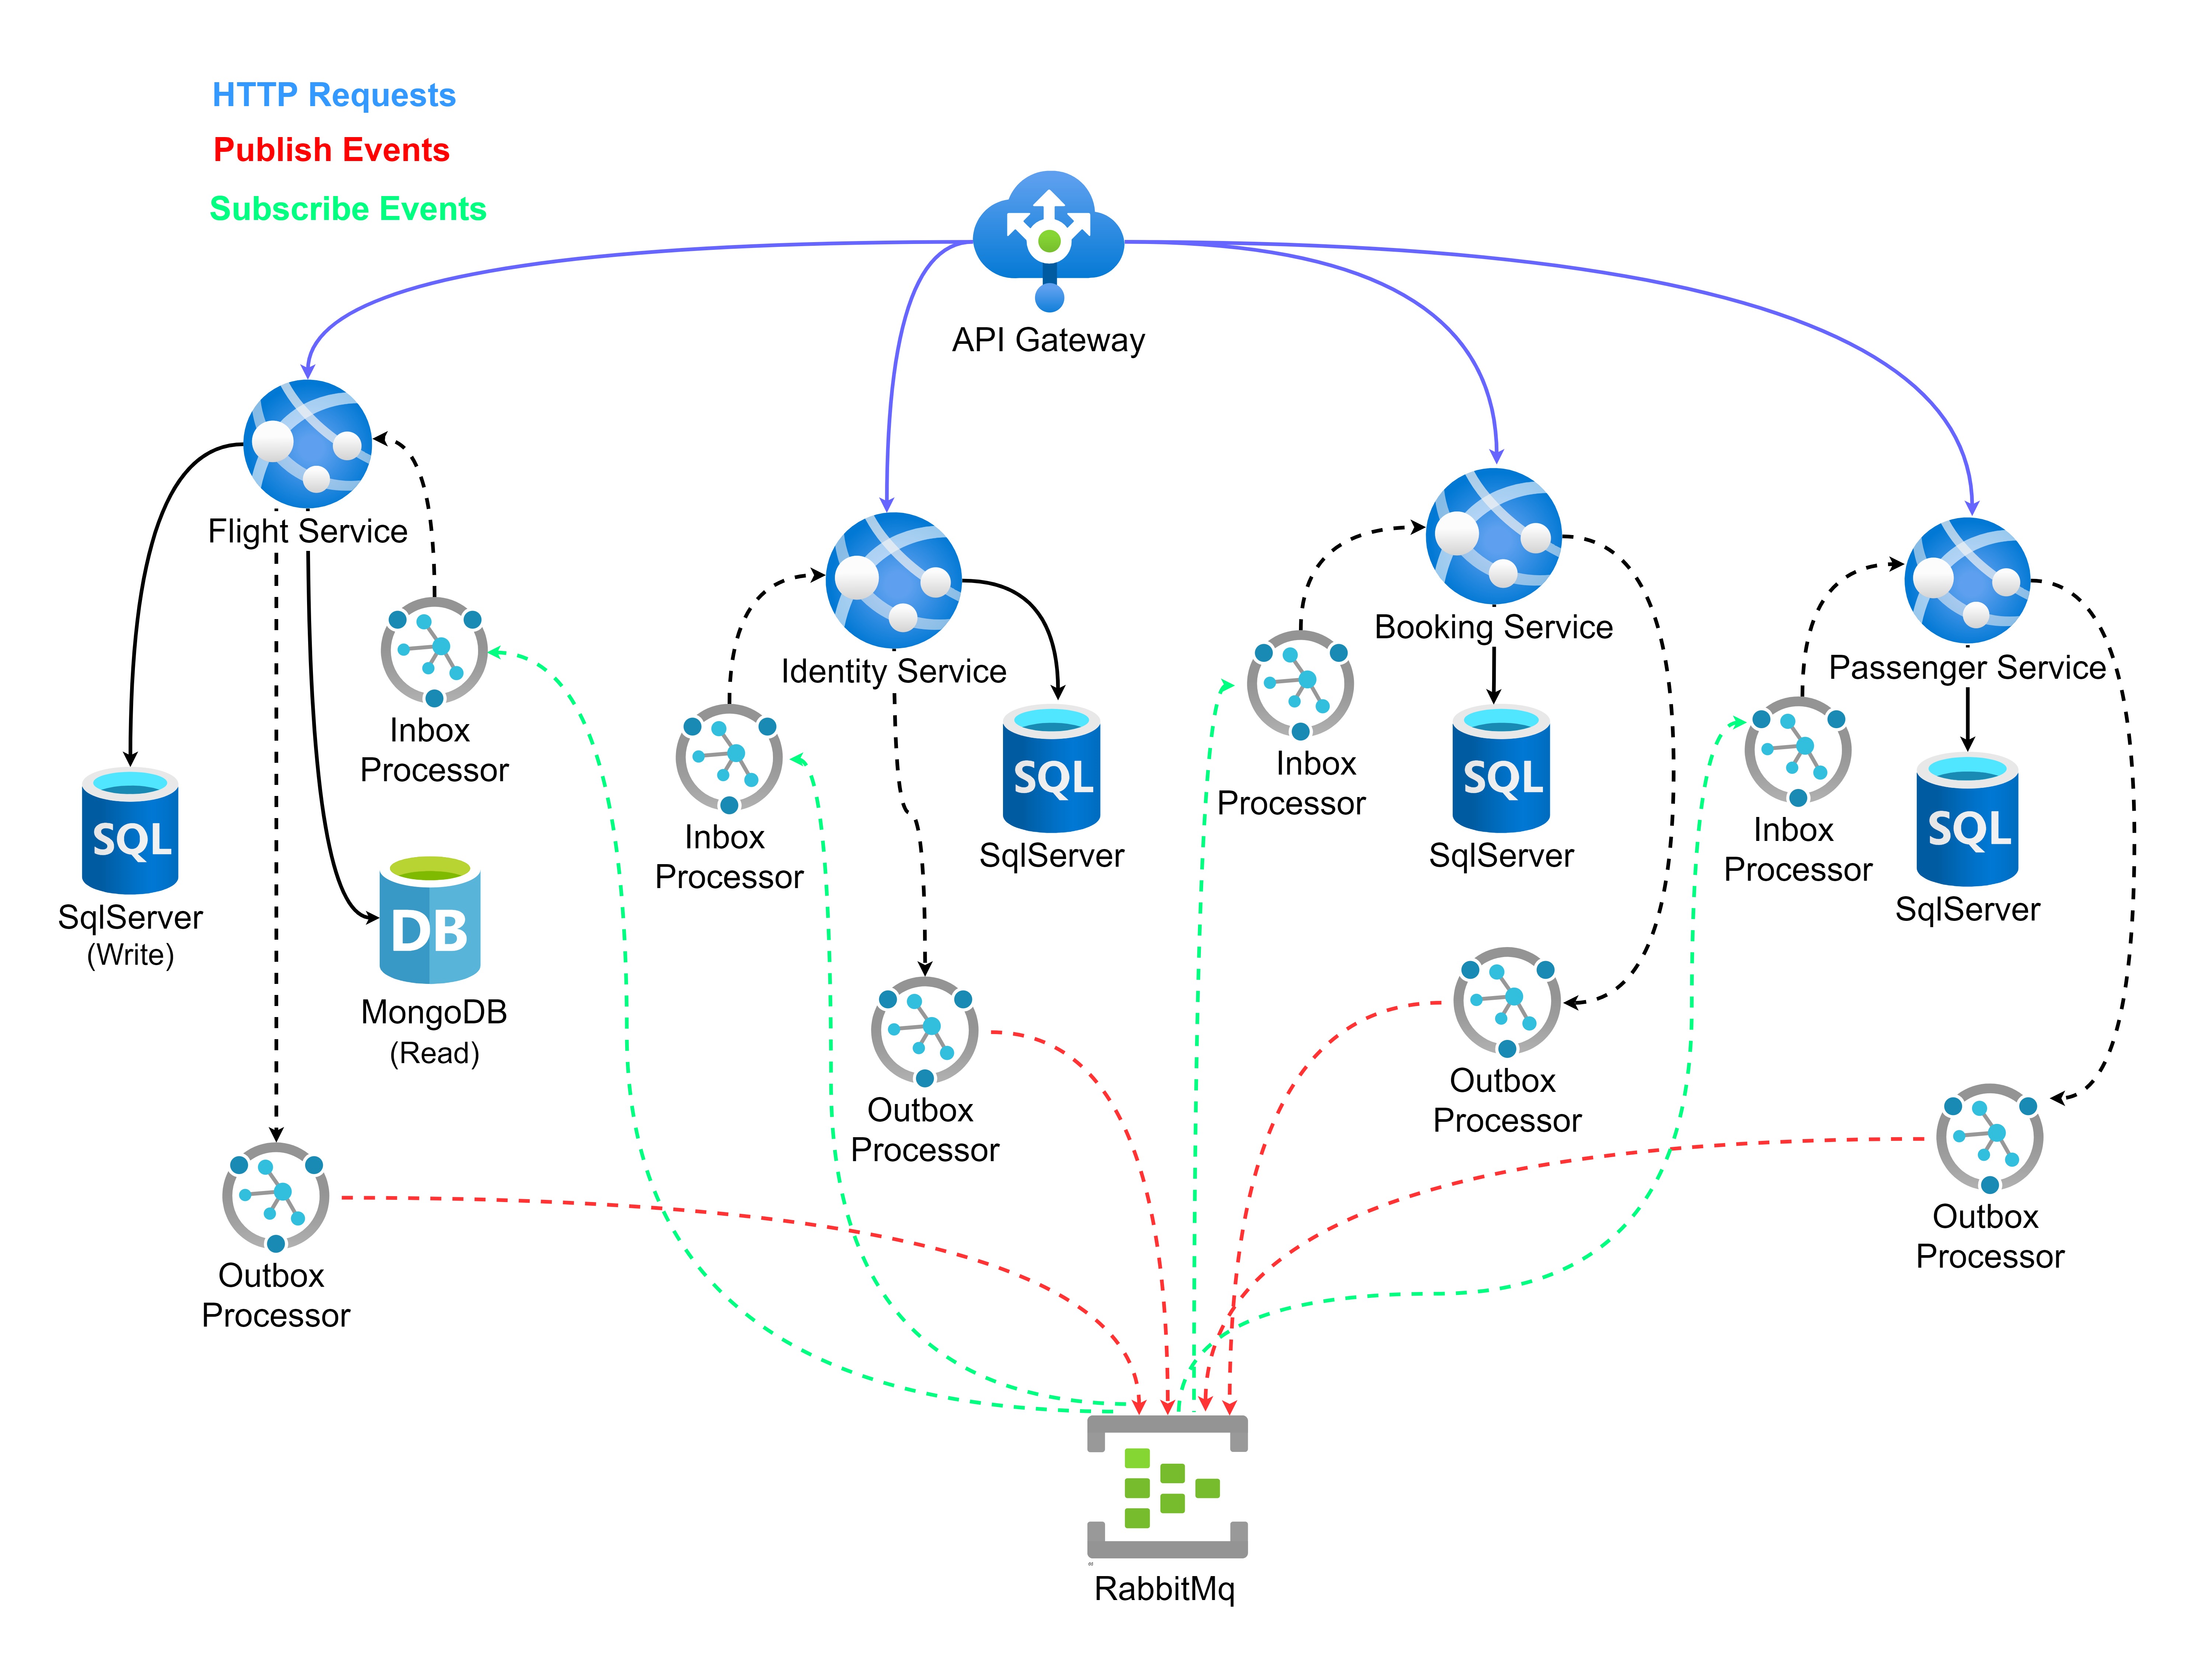 HTTP Requests
Publish Events
Subscribe Events
API Gateway
Flight Service
Identity Service
Booking Service
Passenger Service
Inbox
Processor
Inbox
Processor
Inbox
Processor
Inbox
Processor
SQL
SqlServer
(Write)
DB
MongoDB
(Read)
SQL
SqlServer
SQL
SqlServer
SQL
SqlServer
Outbox
Processor
Outbox
Processor
Outbox
Processor
Outbox
Processor
RabbitMq